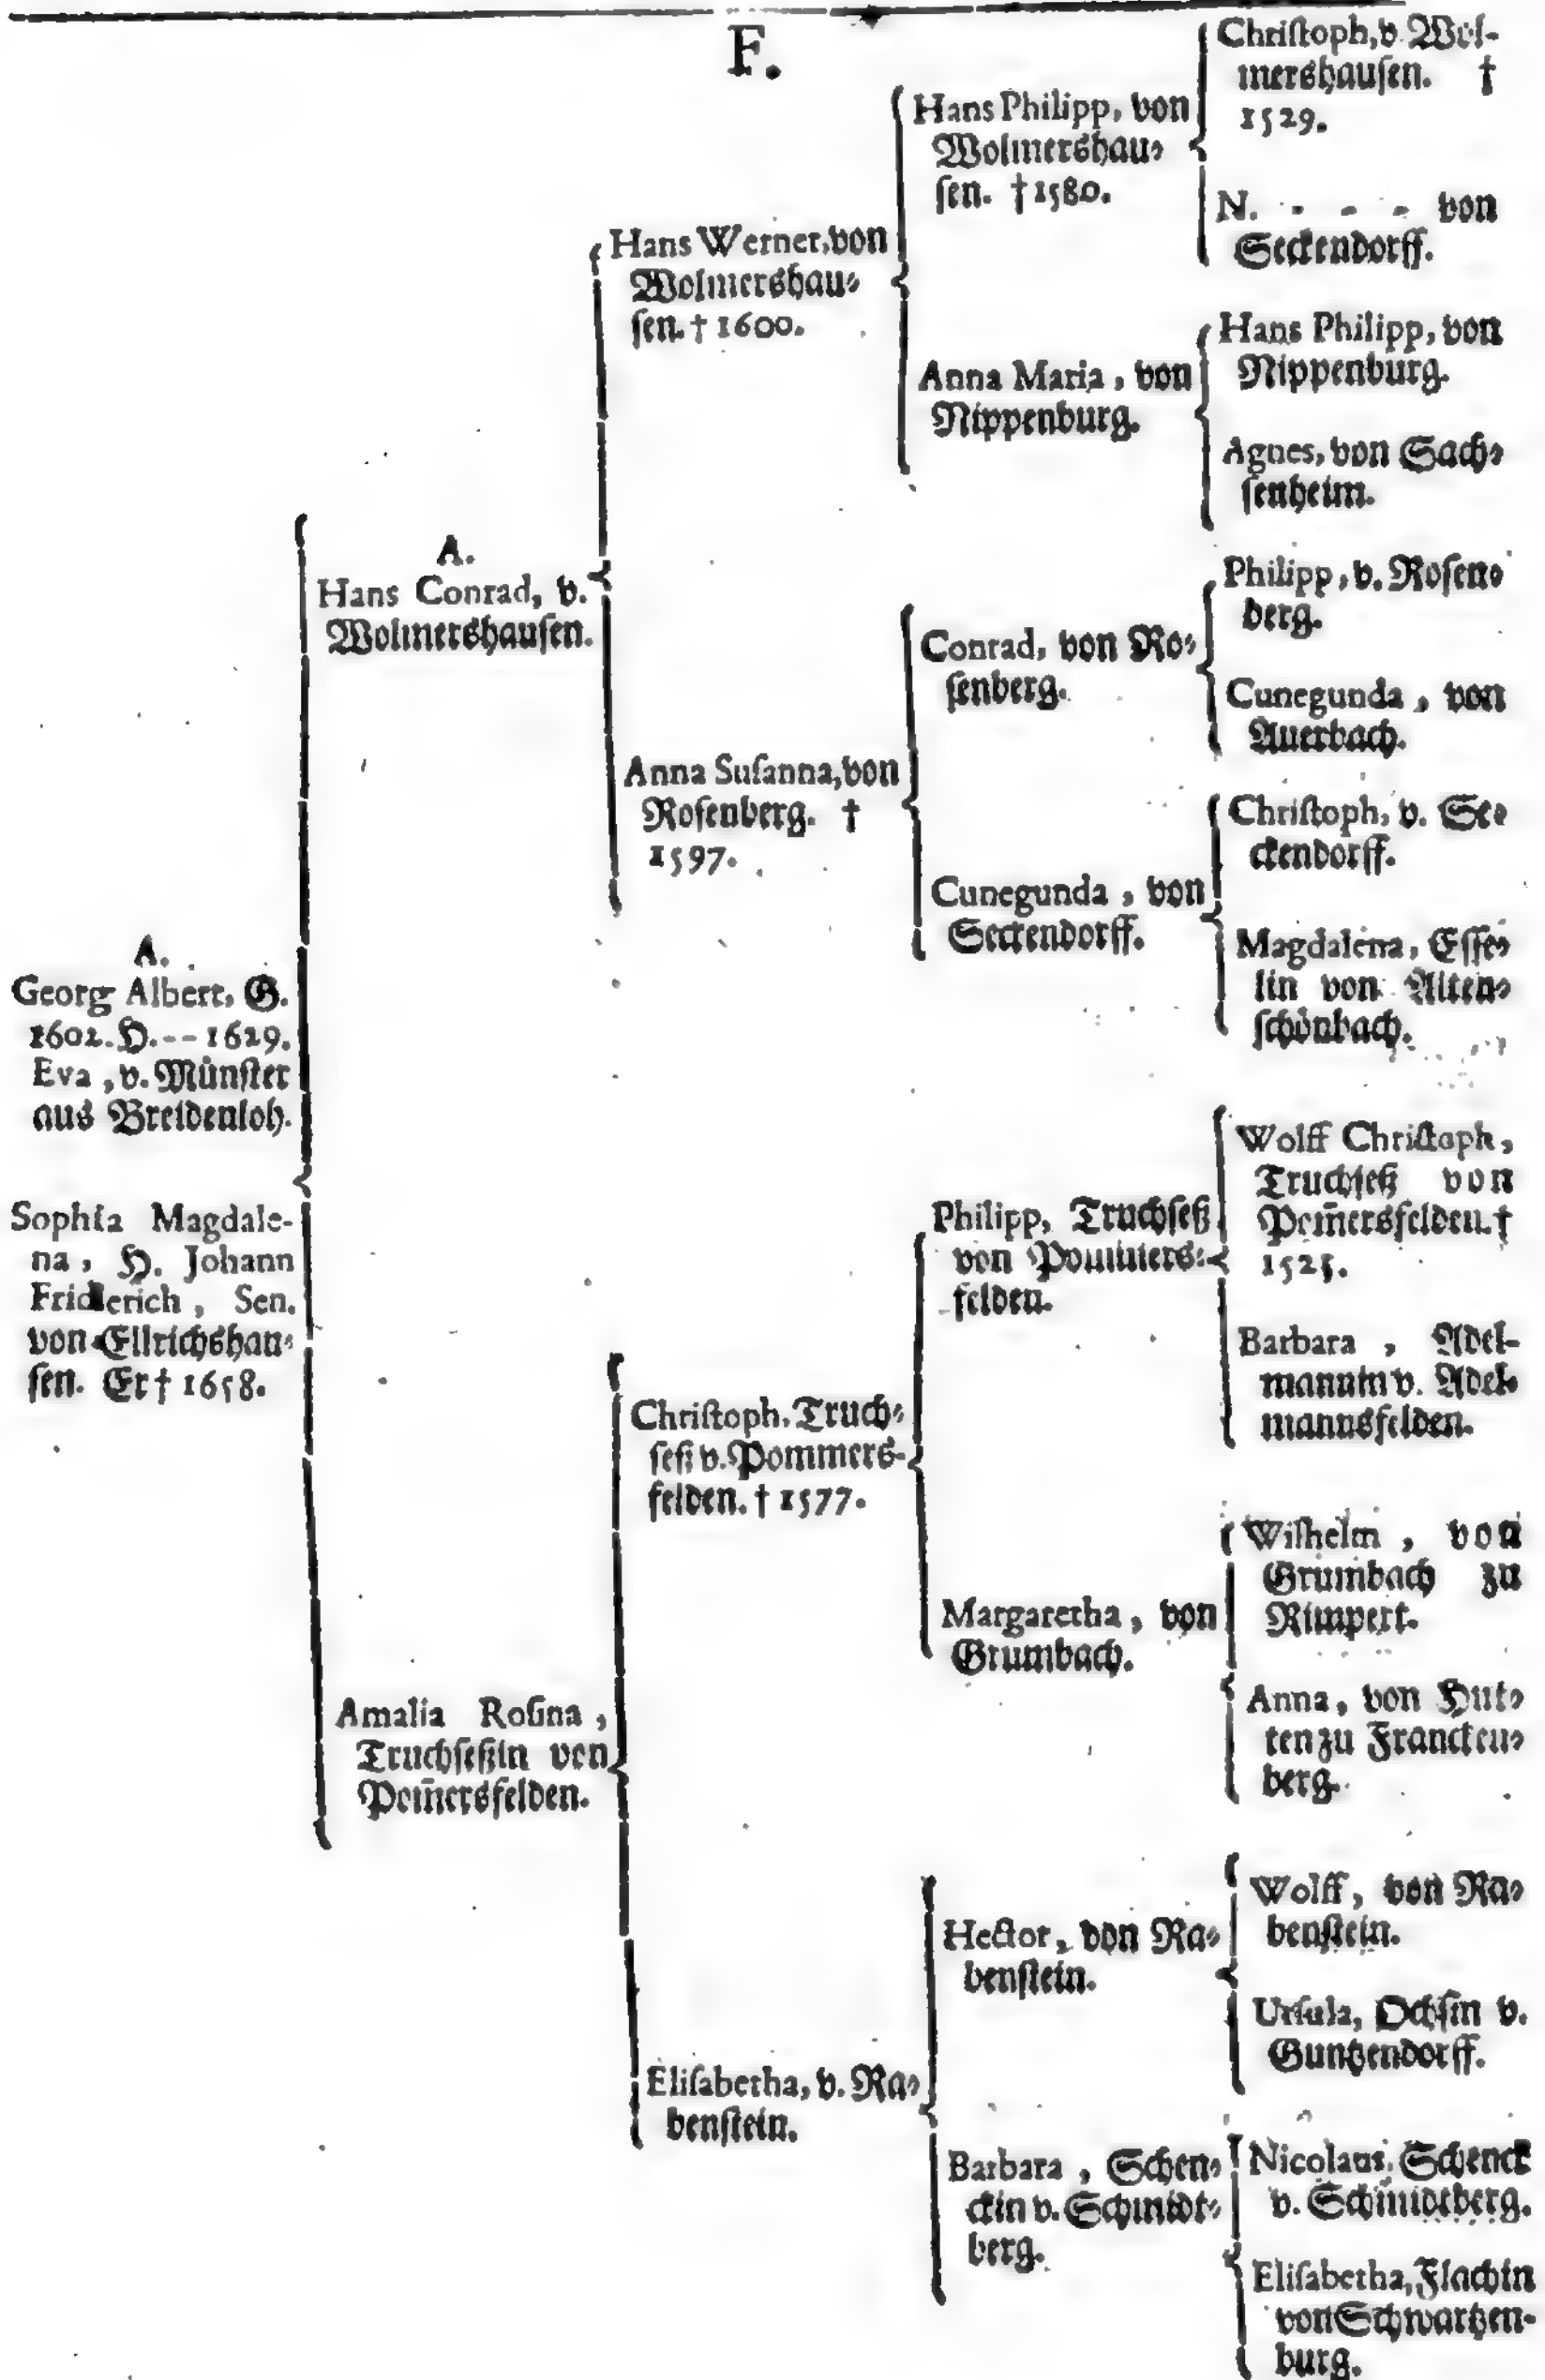 F.
A.
Georg Albert, G.
1602. H. -- 1629.
Eva, v. Münſter
aus Breidenloh.
Sophia Magdale-
na, H. Johann
Friderich, Sen.
von Ellrichshau-
ſen. Er † 1658.
A.
Hans Conrad, v.
Wolmershauſen.
Amalia Roſina,
Truchſeßin von
Pom̄ersfelden.
Hans Werner, von
Wolmershau-
ſen. † 1600.
Anna Suſanna, von
Roſenberg. †
1597.
Chriſtoph, Truch-
ſeß v. Pommers-
felden. † 1577.
Eliſabetha, v. Ra-
benſtein.
Hans Philipp, von
Wolmershau-
ſen. † 1580.
Anna Maria, von
Nippenburg.
Conrad, von Ro-
ſenberg.
Cunegunda, von
Seckendorff.
Philipp, Truchſeß
von Pommers-
felden.
Margaretha, von
Grumbach.
Hector, von Ra-
benſtein.
Barbara, Schen-
ckin v. Schmidt-
berg.
Chriſtoph, v. Wol-
mershauſen. †
1529.
N. - - - von
Seckendorff.
Hans Philipp, von
Nippenburg.
Agnes, von Sach-
ſenheim.
Philipp, v. Roſen-
berg.
Cunegunda, von
Auerbach.
Chriſtoph, v. Se-
ckendorff.
Magdalena, Eſſe-
lin von Alten-
ſchönbach.
Wolff Chriſtoph,
Truchſeß von
Pom̄ersfelden. †
1525.
Barbara, Adel-
mannin v. Adel-
mannsfelden.
Wilhelm, von
Grumbach zu
Rimpert.
Anna, von Hut-
ten zu Francken-
berg.
Wolff, von Ra-
benſtein.
Urſula, Ochſin v.
Guntzendorff.
Nicolaus, Schenck
v. Schmideberg.
Eliſabetha, Flachin
von Schwartzen-
burg.